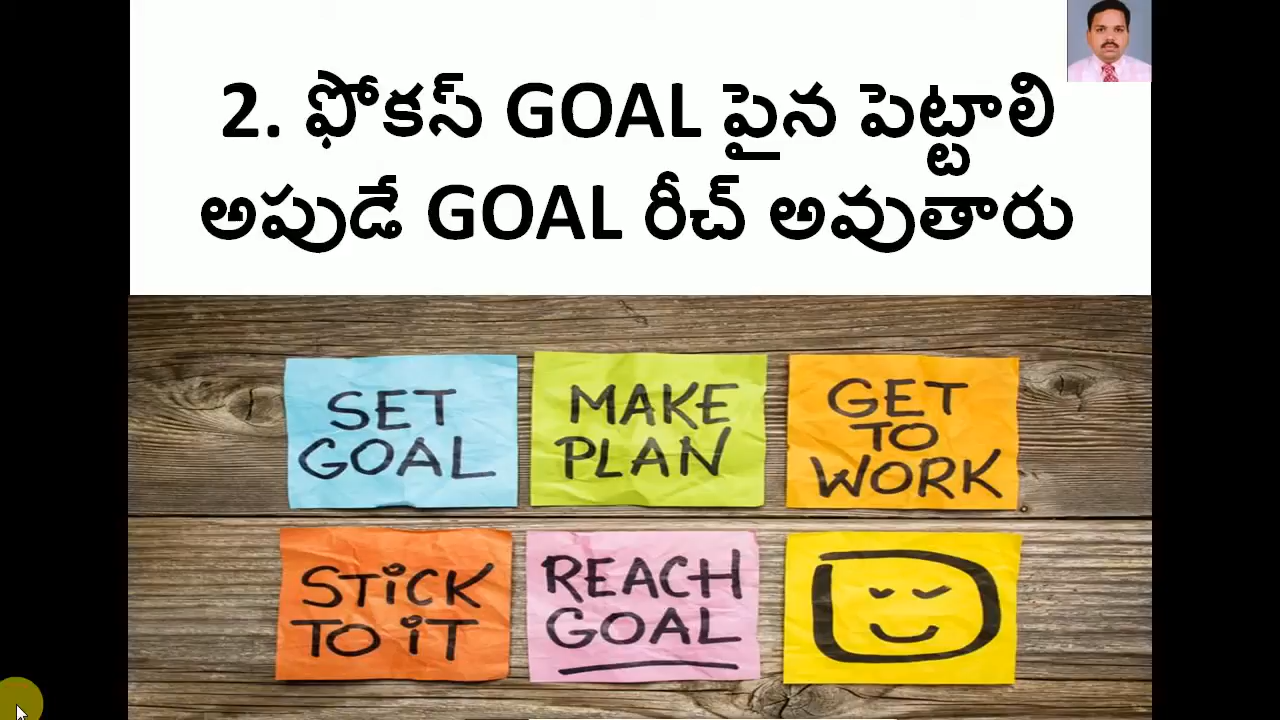 2. ఫోకస్ GOAL పైన పెట్టాలి
అపుడే GOAL రీచ్ అవుతారు
SET
GOAL
MAKE
PLAN
GET
TO
WORK
STiCK
TO iT
REACH
GOAL